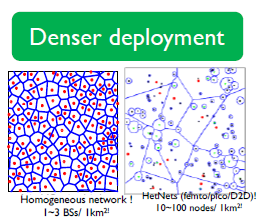 Denser deployment
Homogeneous network !
1~3 BSs/ 1km²!
HetNets (femto/pico/D2D)!
10~100 nodes/ 1km²!